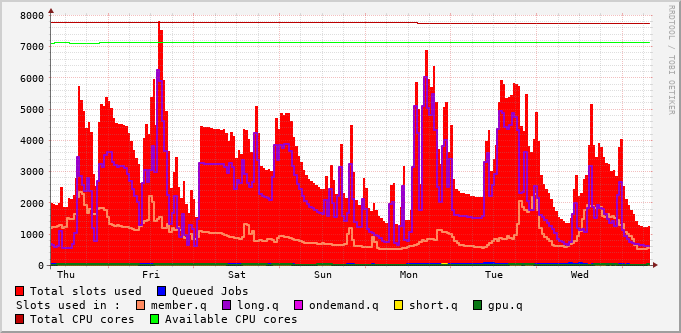 8000
7000
6000
5000
4000
3000
2000
1000
0
Thu Fri Sat Sun Mon Tue Wed
RRDTOOL / TOBI OETIKER
Total slots used Queued Jobs
Slots used in : member.q long.q ondemand.q short.q gpu.q
Total CPU cores Available CPU cores